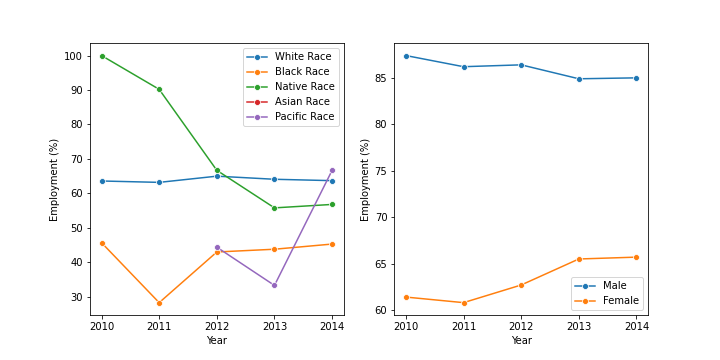 White Race
Black Race
Native Race
Asian Race
Pacific Race
100
90
80
70
60
50
40
30
Employment (%)
2010 2011 2012 2013 2014
Year
85
80
75
70
65
60
Employment (%)
Male
Female
2010 2011 2012 2013 2014
Year